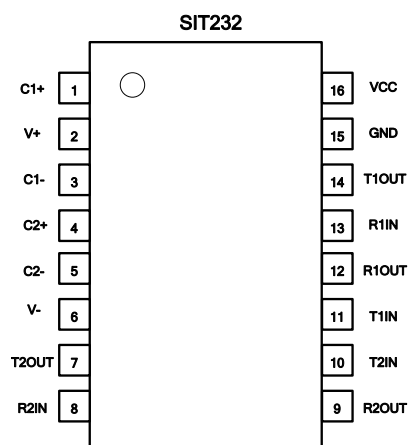 SIT232
C1+ 1 16 VCC
V+ 2 15 GND
C1- 3 14 T1OUT
C2+ 4 13 R1IN
C2- 5 12 R1OUT
V- 6 11 T1IN
T2OUT 7 10 T2IN
R2IN 8 9 R2OUT